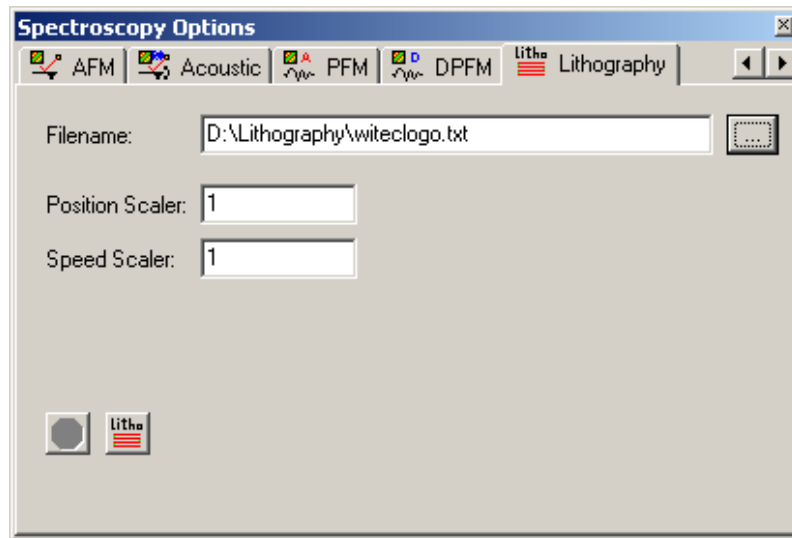 Spectroscopy Options
AFM Acoustic A PFM D DPFM litho Lithography
Filename: D:\Lithography\witeclogo.txt ...
Position Scaler: 1
Speed Scaler: 1
litho